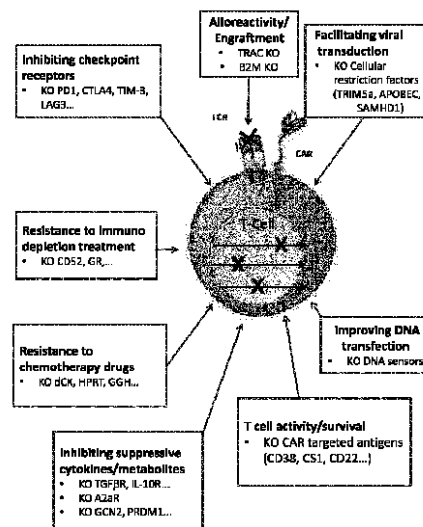 Alloreactivity/
Engraftment
• TRAC KO
• B2M KO
Facilitating viral
transduction
• KO Cellular
restriction factors
(TRIM5a, APOBEC,
SAMHD1)
Inhibiting checkpoint
receptors
• KO PD1, CTLA4, TIM-3,
LAG3...
TCR
CAR
T Cell
Resistance to immuno
depletion treatment
• KO CD52, GR,...
Resistance to
chemotherapy drugs
• KO dCK, HPRT, GGH...
Improving DNA
transfection
• KO DNA sensors
T cell activity/survival
• KO CAR targeted antigens
(CD38, CS1, CD22...)
Inhibiting suppressive
cytokines/metabolites
• KO TGFβR, IL-10R...
• KO A2aR
• KO GCN2, PRDM1...